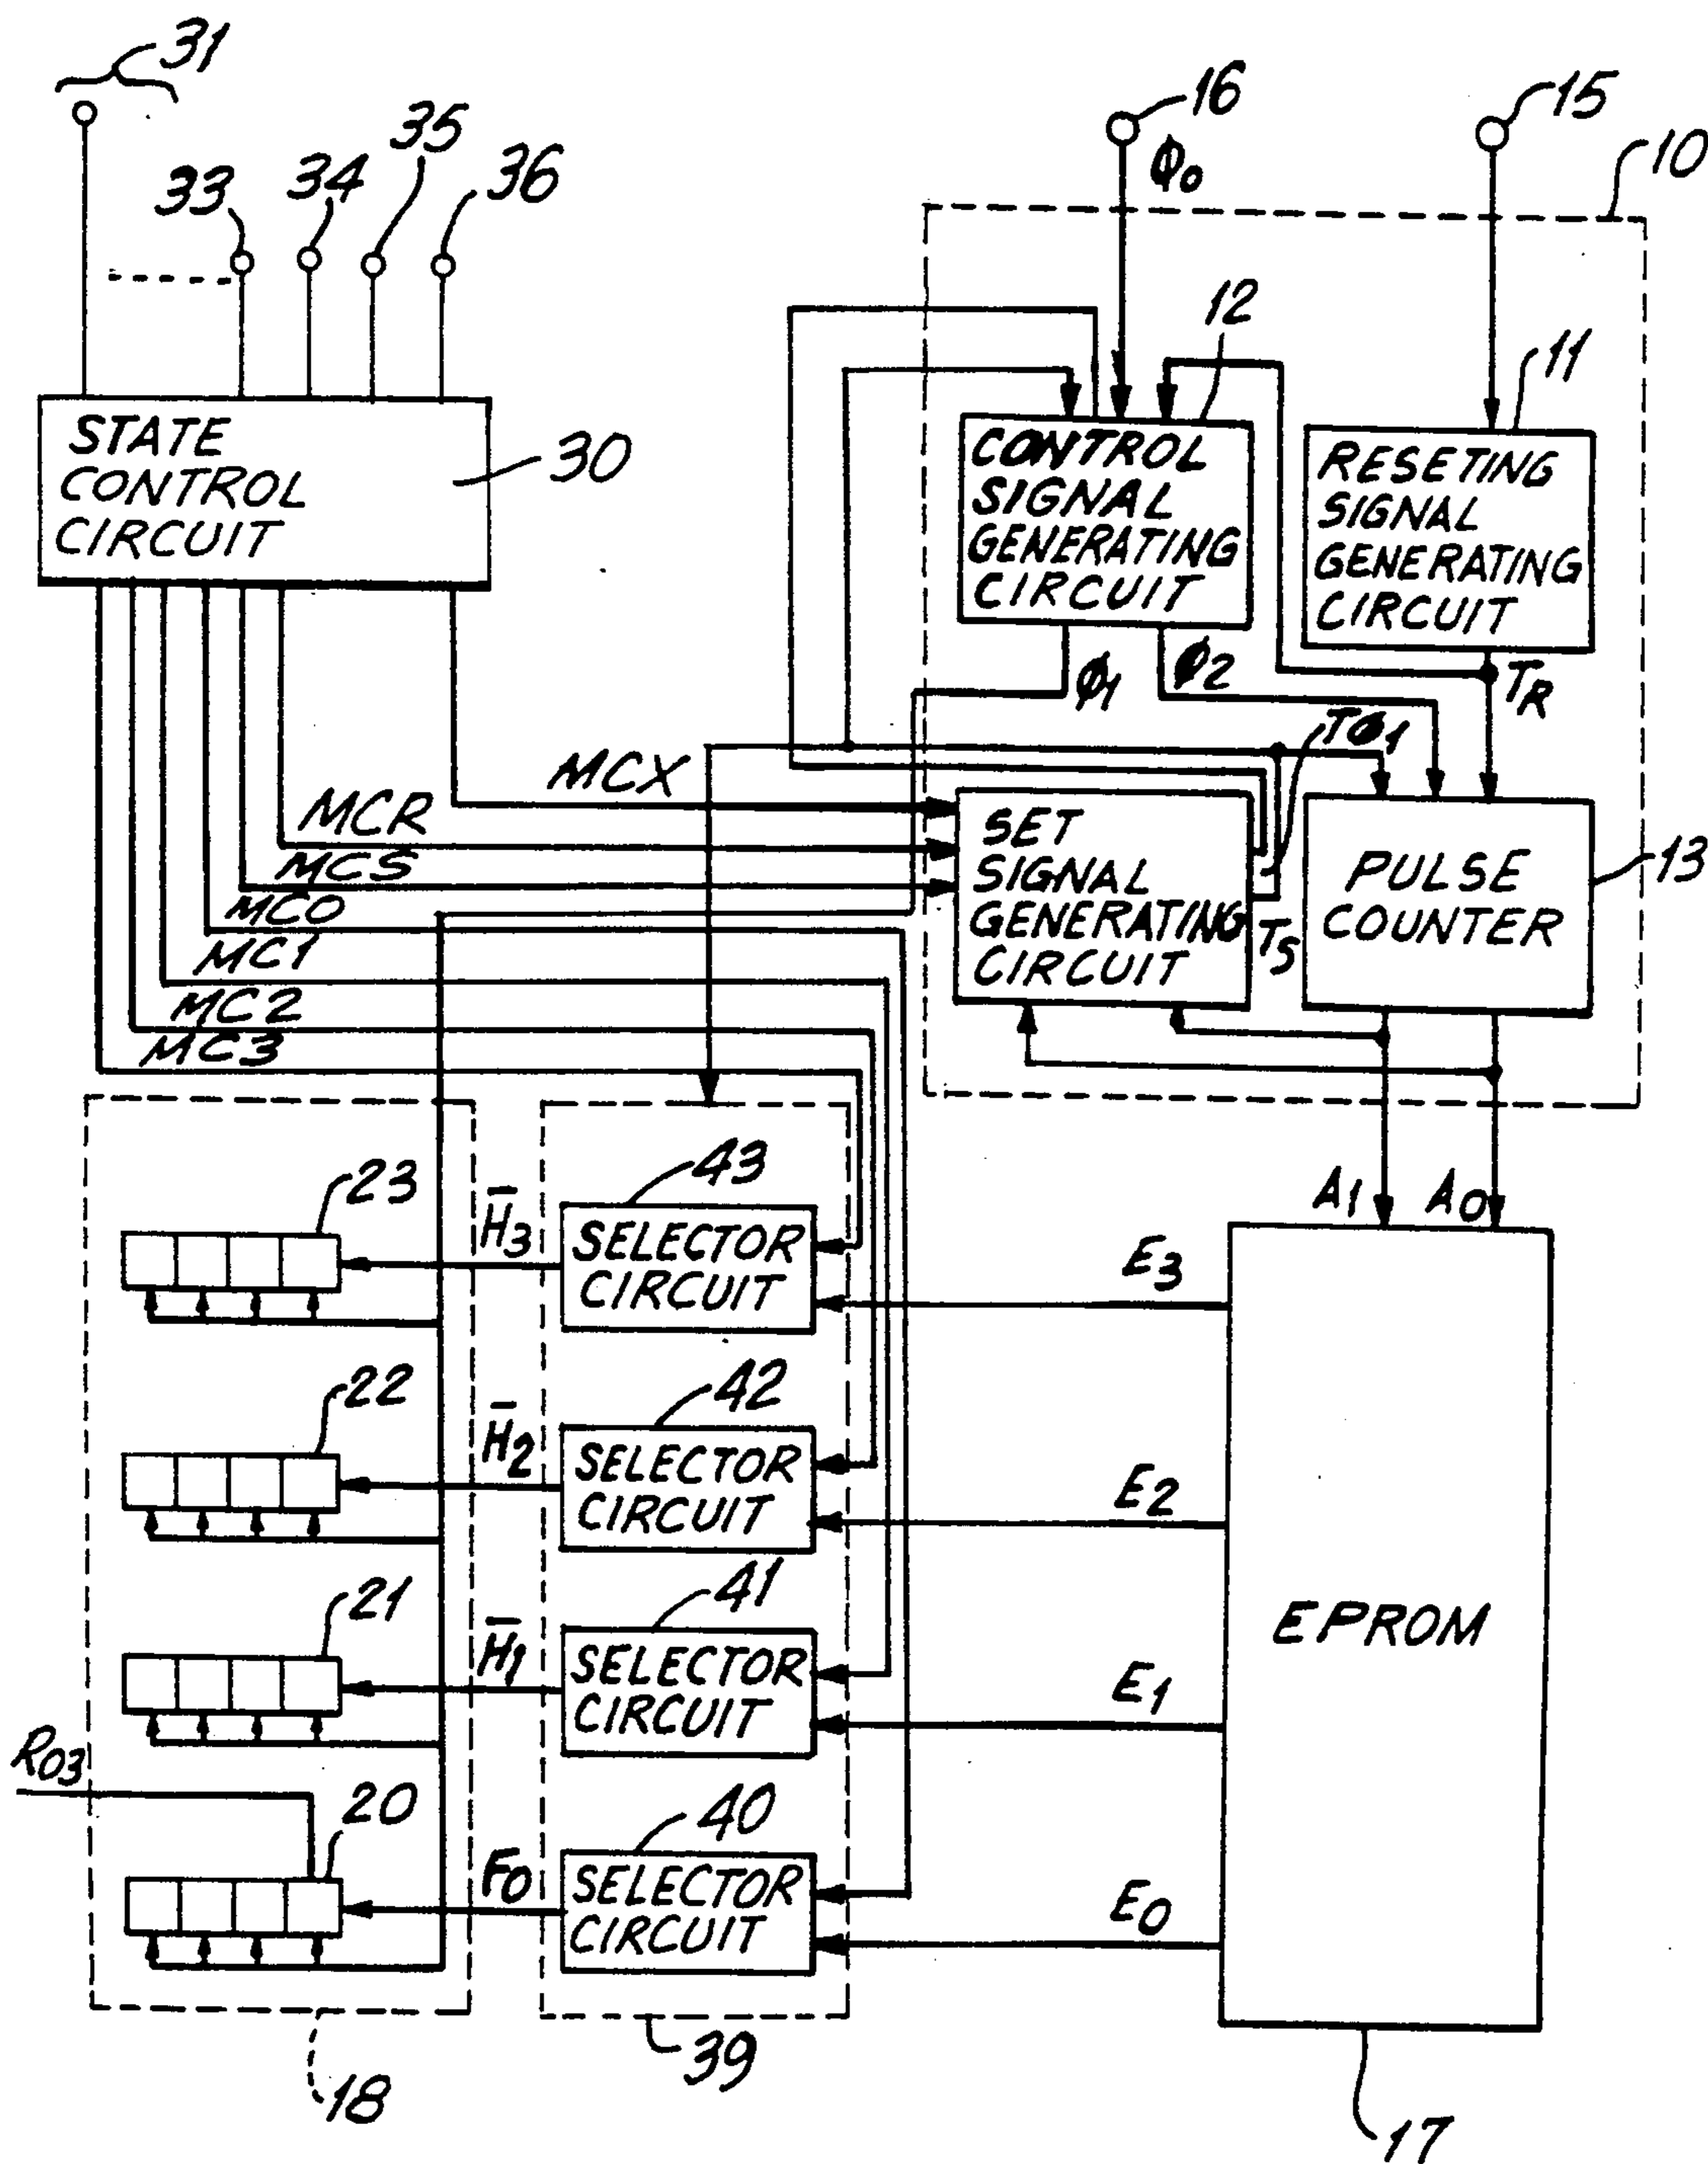 31
16
15
10
ϕ0
33
34
35
36
12
11
STATE
CONTROL
CIRCUIT
30
CONTROL
SIGNAL
GENERATING
CIRCUIT
RESETING
SIGNAL
GENERATING
CIRCUIT
ϕ1
ϕ2
TR
Tϕ1
MCX
MCR
MCS
MC0
MC1
MC2
MC3
SET
SIGNAL
GENERATING
CIRCUIT
TS
PULSE
COUNTER
13
A1
A0
23
H̅3
43
SELECTOR
CIRCUIT
E3
22
H̅2
42
SELECTOR
CIRCUIT
E2
21
H̅1
41
SELECTOR
CIRCUIT
E1
EPROM
R03
20
F̅0
40
SELECTOR
CIRCUIT
E0
18
39
17